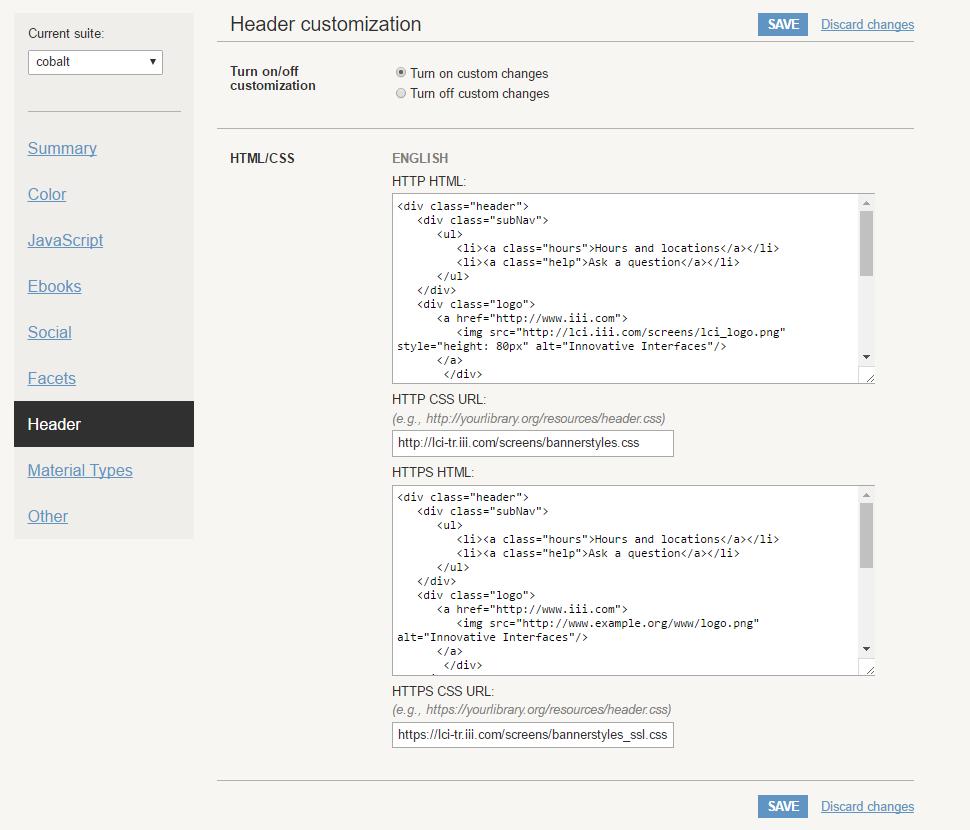 Current suite:
cobalt
Summary
Color
JavaScript
Ebooks
Social
Facets
Header
Material Types
Other
Header customization
SAVE Discard changes
Turn on/off
customization
Turn on custom changes
Turn off custom changes
HTML/CSS
ENGLISH
HTTP HTML:
<div class="header">
<div class="subNav">
<ul>
<li><a class="hours">Hours and locations</a></li>
<li><a class="help">Ask a question</a></li>
</ul>
</div>
<div class="logo">
<a href="http://www.iii.com">
<img src="http://lci.iii.com/screens/lci_logo.png"
style="height: 80px" alt="Innovative Interfaces"/>
</a>
</div>
HTTP CSS URL:
(e.g., http://yourlibrary.org/resources/header.css)
http://lci-tr.iii.com/screens/bannerstyles.css
HTTPS HTML:
<div class="header">
<div class="subNav">
<ul>
<li><a class="hours">Hours and locations</a></li>
<li><a class="help">Ask a question</a></li>
</ul>
</div>
<div class="logo">
<a href="http://www.iii.com">
<img src="http://www.example.org/www/logo.png"
alt="Innovative Interfaces"/>
</a>
</div>
HTTPS CSS URL:
(e.g., https://yourlibrary.org/resources/header.css)
https://lci-tr.iii.com/screens/bannerstyles_ssl.css
SAVE Discard changes